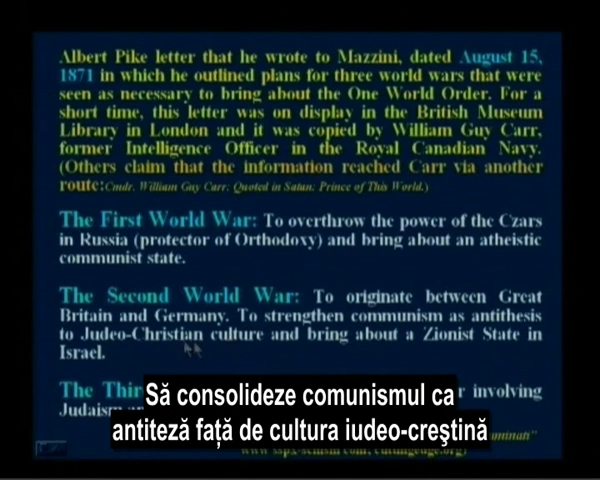 Albert Pike letter that he wrote to Mazzini, dated August 15,
1871 in which he outlined plans for three world wars that were
seen as necessary to bring about the One World Order. For a
short time, this letter was on display in the British Museum
Library in London and it was copied by William Guy Carr,
former Intelligence Officer in the Royal Canadian Navy.
(Others claim that the information reached Carr via another
route:Cmdr. William Guy Carr: Quoted in Satan: Prince of This World.)
The First World War: To overthrow the power of the Czars
in Russia (protector of Orthodoxy) and bring about an atheistic
communist state.
The Second World War: To originate between Great
Britain and Germany. To strengthen communism as antithesis
to Judeo-Christian culture and bring about a Zionist State in
Israel.
The Thir involving
Judaism
Să consolideze comunismul ca
antiteză faţă de cultura iudeo-creştină